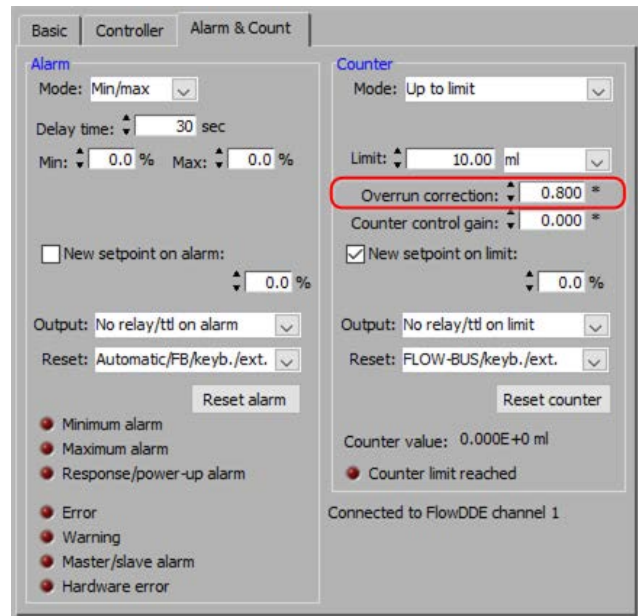 Basic
Controller
Alarm & Count
Alarm
Mode: Min/max
Delay time: 30 sec
Min: 0.0 % Max: 0.0 %
New setpoint on alarm:
0.0 %
Output: No relay/ttl on alarm
Reset: Automatic/FB/keyb./ext.
Reset alarm
Minimum alarm
Maximum alarm
Response/power-up alarm
Error
Warning
Master/slave alarm
Hardware error
Counter
Mode: Up to limit
Limit: 10.00 ml
Overrun correction: 0.800 *
Counter control gain: 0.000 *
New setpoint on limit:
0.0 %
Output: No relay/ttl on limit
Reset: FLOW-BUS/keyb./ext.
Reset counter
Counter value: 0.000E+0 ml
Counter limit reached
Connected to FlowDDE channel 1